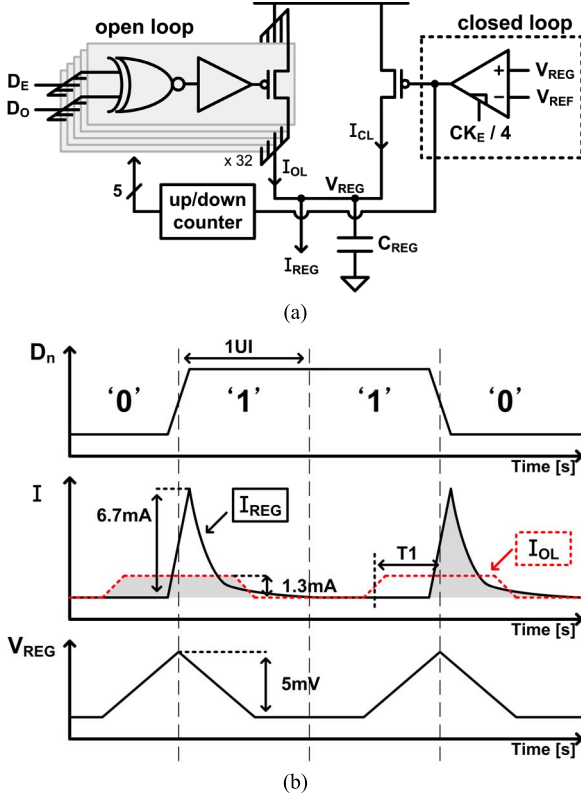 open loop
closed loop
D_E
D_O
+
−
V_REG
V_REF
CK_E / 4
x 32
I_OL
I_CL
V_REG
5
up/down
counter
I_REG
C_REG
(a)
D_n
1UI
'0' '1' '1' '0'
Time [s]
I
6.7mA
I_REG
T1
I_OL
1.3mA
Time [s]
V_REG
5mV
Time [s]
(b)